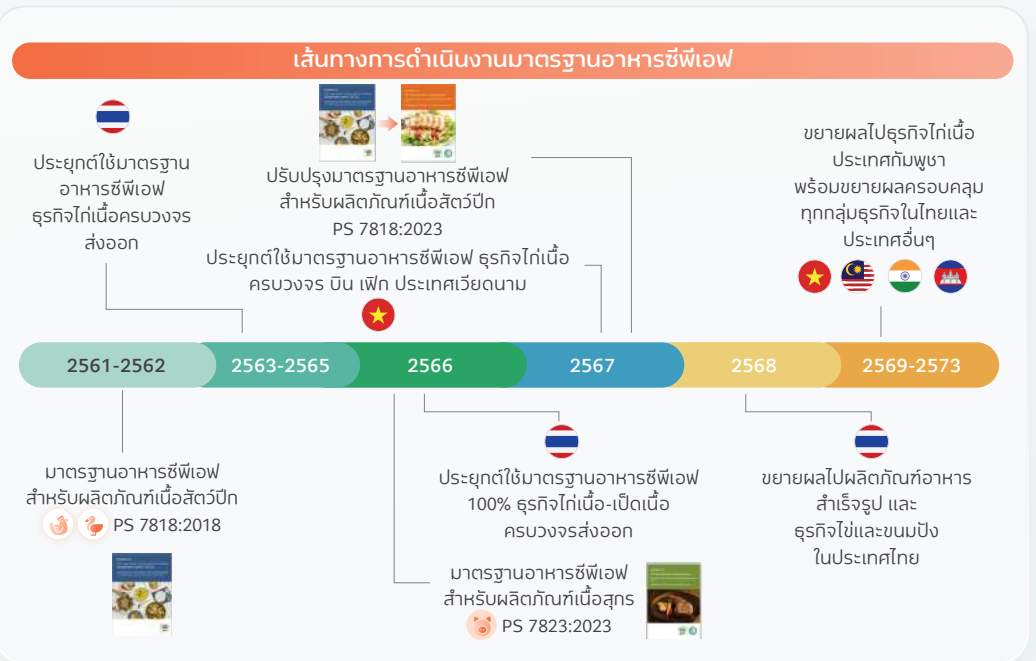 เส้นทางการดำเนินงานมาตรฐานอาหารซีพีเอฟ
ประยุกต์ใช้มาตรฐาน
อาหารซีพีเอฟ
ธุรกิจไก่เนื้อครบวงจร
ส่งออก
ปรับปรุงมาตรฐานอาหารซีพีเอฟ
สำหรับผลิตภัณฑ์เนื้อสัตว์ปีก
PS 7818:2023
ประยุกต์ใช้มาตรฐานอาหารซีพีเอฟ ธุรกิจไก่เนื้อ
ครบวงจร บิน เฟิก ประเทศเวียดนาม
ขยายผลไปธุรกิจไก่เนื้อ
ประเทศกัมพูชา
พร้อมขยายผลครอบคลุม
ทุกกลุ่มธุรกิจในไทยและ
ประเทศอื่นๆ
2561-2562
2563-2565
2566
2567
2568
2569-2573
มาตรฐานอาหารซีพีเอฟ
สำหรับผลิตภัณฑ์เนื้อสัตว์ปีก
PS 7818:2018
ประยุกต์ใช้มาตรฐานอาหารซีพีเอฟ
100% ธุรกิจไก่เนื้อ-เป็ดเนื้อ
ครบวงจรส่งออก
มาตรฐานอาหารซีพีเอฟ
สำหรับผลิตภัณฑ์เนื้อสุกร
PS 7823:2023
ขยายผลไปผลิตภัณฑ์อาหาร
สำเร็จรูป และ
ธุรกิจไข่และขนมปัง
ในประเทศไทย